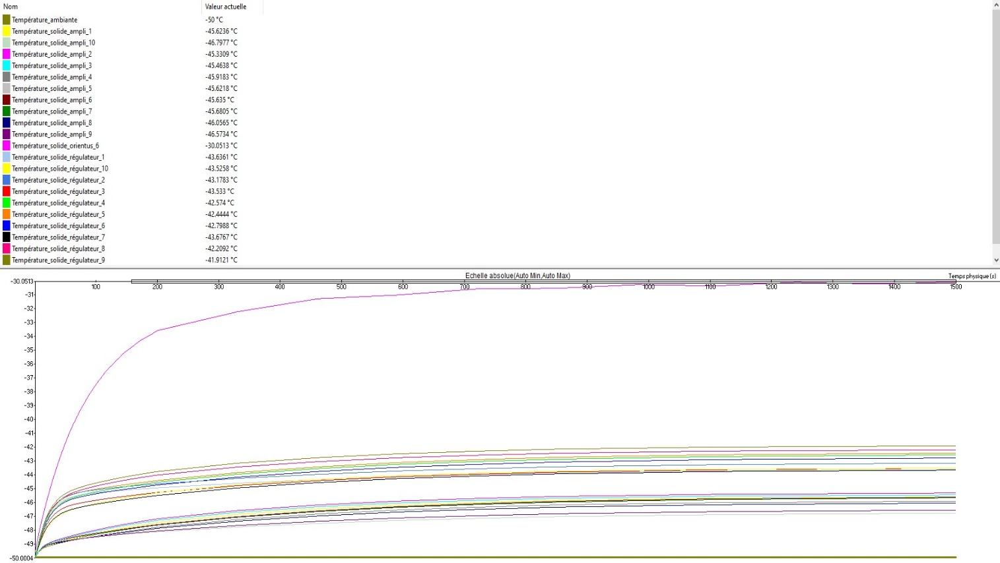 Nom Valeur actuelle
Température_ambiante -50 °C
Température_solide_ampli_1 -45.6236 °C
Température_solide_ampli_10 -46.7977 °C
Température_solide_ampli_2 -45.3309 °C
Température_solide_ampli_3 -45.4638 °C
Température_solide_ampli_4 -45.9183 °C
Température_solide_ampli_5 -45.6218 °C
Température_solide_ampli_6 -45.635 °C
Température_solide_ampli_7 -45.6805 °C
Température_solide_ampli_8 -46.0565 °C
Température_solide_ampli_9 -46.5734 °C
Température_solide_orientus_6 -30.0513 °C
Température_solide_régulateur_1 -43.6361 °C
Température_solide_régulateur_10 -43.5258 °C
Température_solide_régulateur_2 -43.1783 °C
Température_solide_régulateur_3 -43.533 °C
Température_solide_régulateur_4 -42.574 °C
Température_solide_régulateur_5 -42.4444 °C
Température_solide_régulateur_6 -42.7988 °C
Température_solide_régulateur_7 -43.6767 °C
Température_solide_régulateur_8 -42.2092 °C
Température_solide_régulateur_9 -41.9121 °C
Echelle absolue(Auto Min,Auto Max) Temps physique (s)
-30.0513
100 200 300 400 500 600 700 800 900 1000 1100 1200 1300 1400 1500
-31
-32
-33
-34
-35
-36
-37
-38
-39
-40
-41
-42
-43
-44
-45
-46
-47
-48
-49
-50.0004